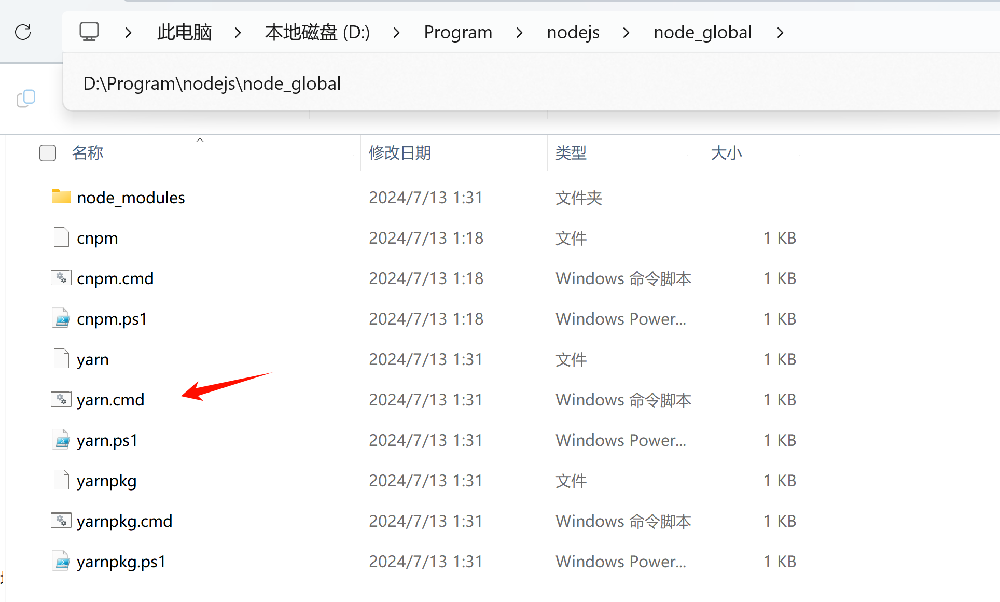 此电脑 本地磁盘 (D:) Program nodejs node_global
D:\Program\nodejs\node_global
名称 修改日期 类型 大小
node_modules 2024/7/13 1:31 文件夹
cnpm 2024/7/13 1:18 文件 1 KB
cnpm.cmd 2024/7/13 1:18 Windows 命令脚本 1 KB
cnpm.ps1 2024/7/13 1:18 Windows Power... 1 KB
yarn 2024/7/13 1:31 文件 1 KB
yarn.cmd 2024/7/13 1:31 Windows 命令脚本 1 KB
yarn.ps1 2024/7/13 1:31 Windows Power... 1 KB
yarnpkg 2024/7/13 1:31 文件 1 KB
yarnpkg.cmd 2024/7/13 1:31 Windows 命令脚本 1 KB
yarnpkg.ps1 2024/7/13 1:31 Windows Power... 1 KB